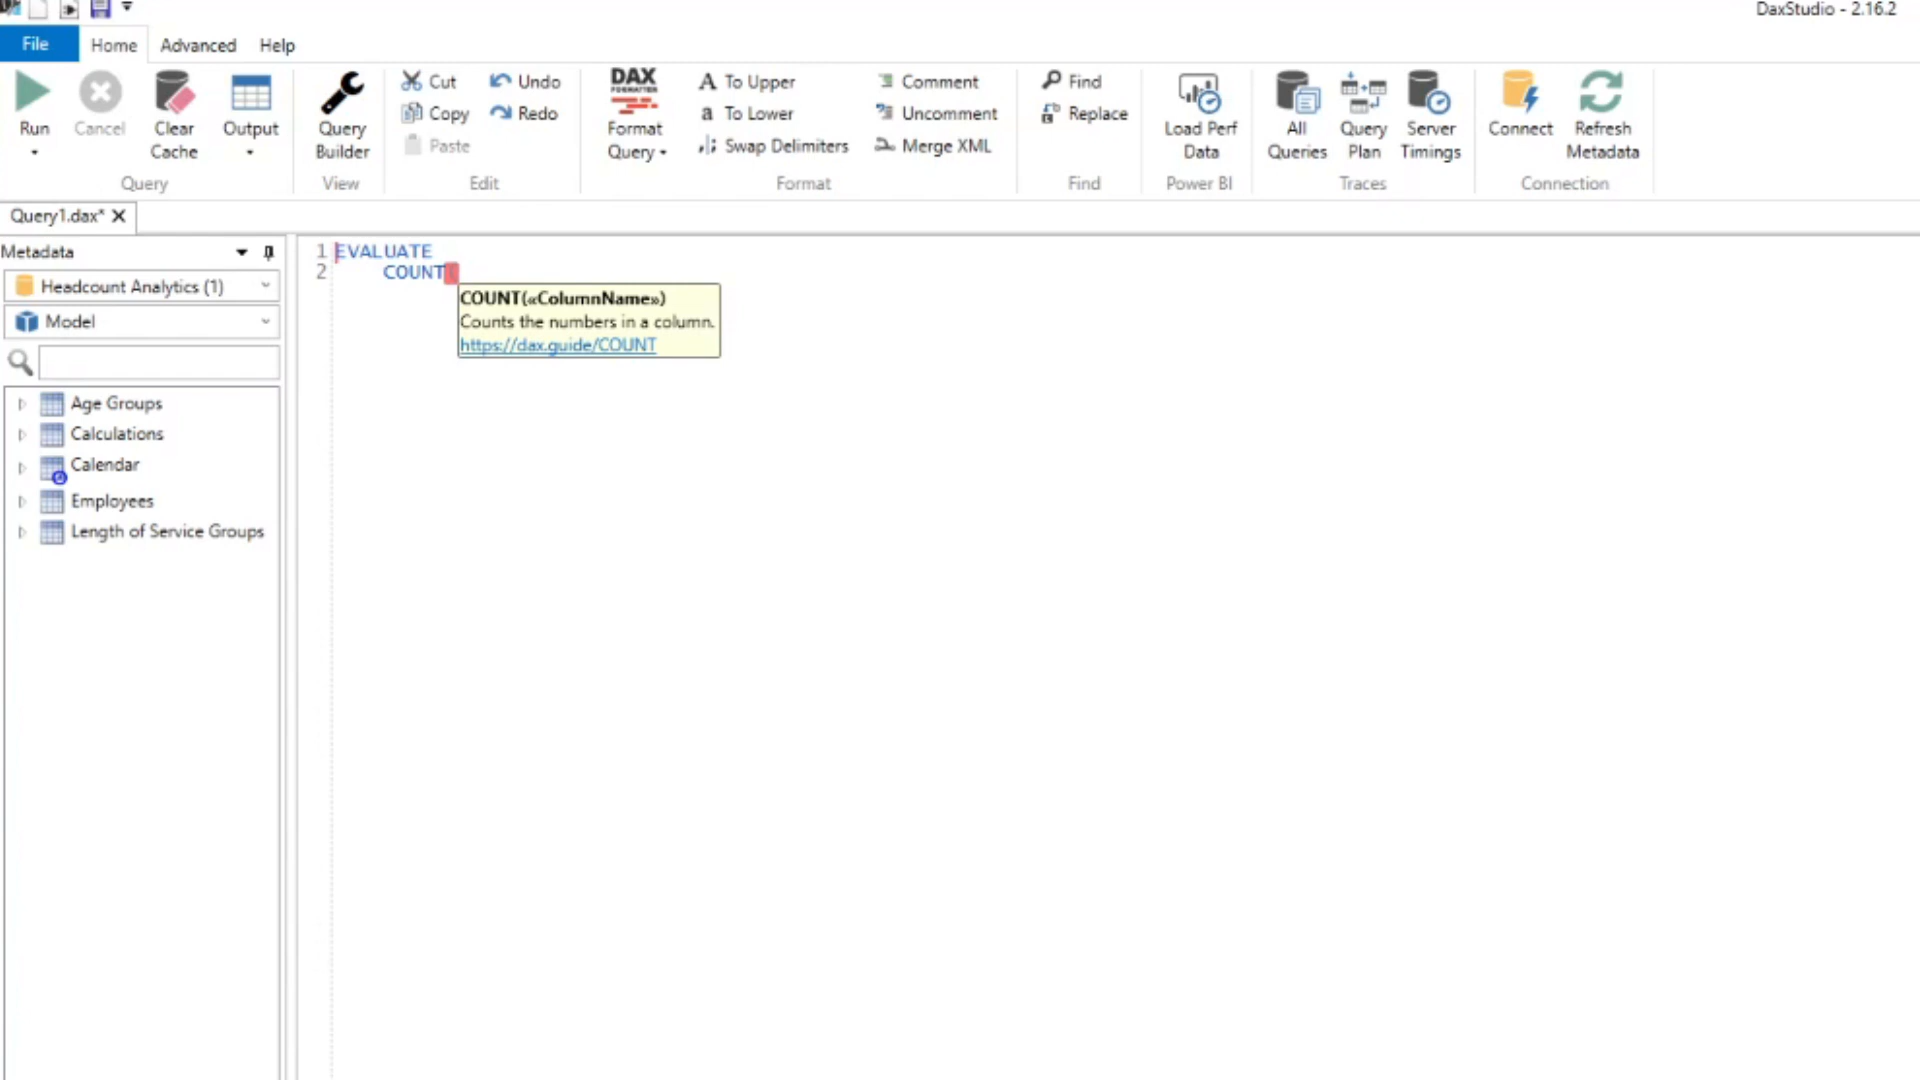 DaxStudio - 2.16.2
File Home Advanced Help
Run
Cancel
Clear Cache
Output
Query
Query Builder
View
Cut
Copy
Paste
Undo
Redo
Edit
DAX FORMATTER
Format Query
To Upper
To Lower
Swap Delimiters
Comment
Uncomment
Merge XML
Format
Find
Replace
Find
Load Perf Data
Power BI
All Queries
Query Plan
Server Timings
Traces
Connect
Refresh Metadata
Connection
Query1.dax*
Metadata
Headcount Analytics (1)
Model
Age Groups
Calculations
Calendar
Employees
Length of Service Groups
1 EVALUATE
2 COUNT(
COUNT(«ColumnName»)
Counts the numbers in a column.
https://dax.guide/COUNT